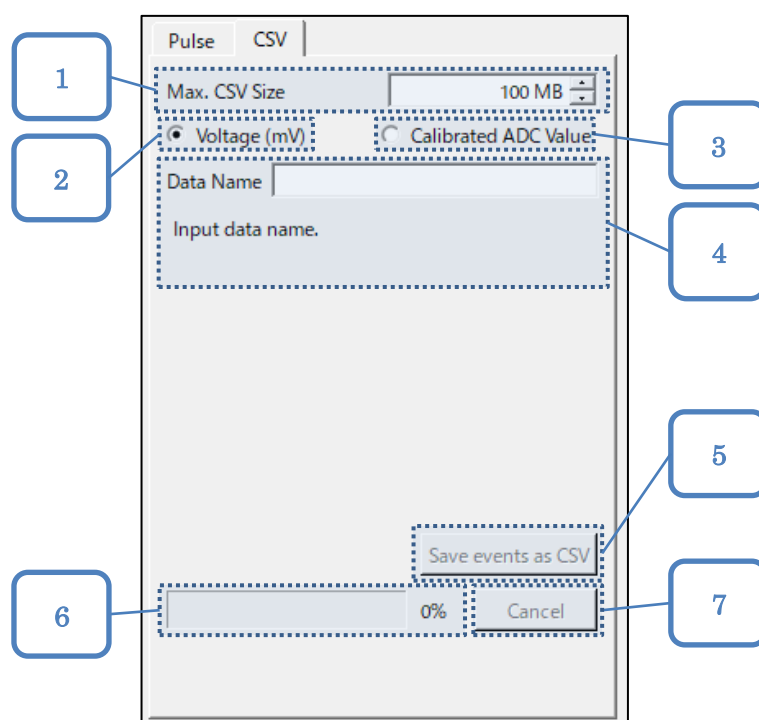 Pulse CSV
1
Max. CSV Size 100 MB
Voltage (mV) Calibrated ADC Value
2
3
Data Name
Input data name.
4
5
Save events as CSV
6
0% Cancel
7